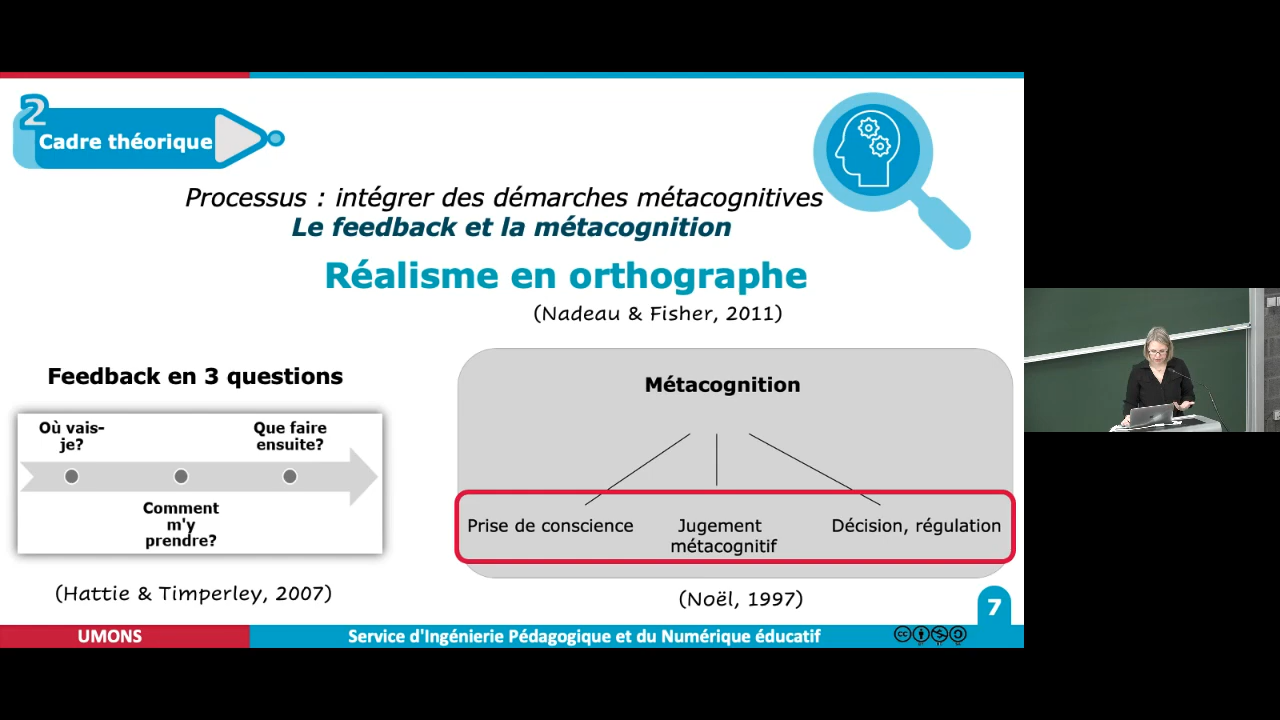 2
Cadre théorique
Processus : intégrer des démarches métacognitives
Le feedback et la métacognition
Réalisme en orthographe
(Nadeau & Fisher, 2011)
Feedback en 3 questions
Où vais-
je?
Que faire
ensuite?
Comment
m'y
prendre?
(Hattie & Timperley, 2007)
Métacognition
Prise de conscience
Jugement
métacognitif
Décision, régulation
(Noël, 1997)
7
UMONS
Service d'Ingénierie Pédagogique et du Numérique éducatif